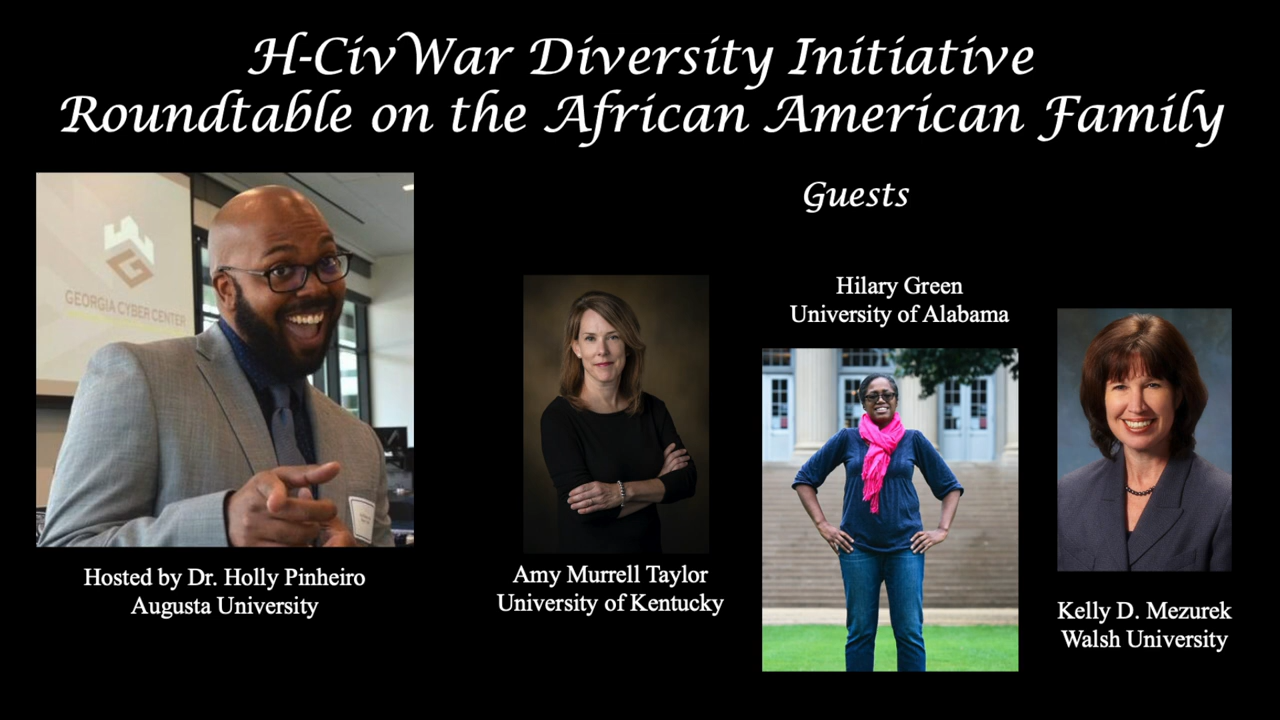 H-CivWar Diversity Initiative
Roundtable on the African American Family
Guests
GEORGIA CYBER CENTER
Hosted by Dr. Holly Pinheiro
Augusta University
Amy Murrell Taylor
University of Kentucky
Hilary Green
University of Alabama
Kelly D. Mezurek
Walsh University